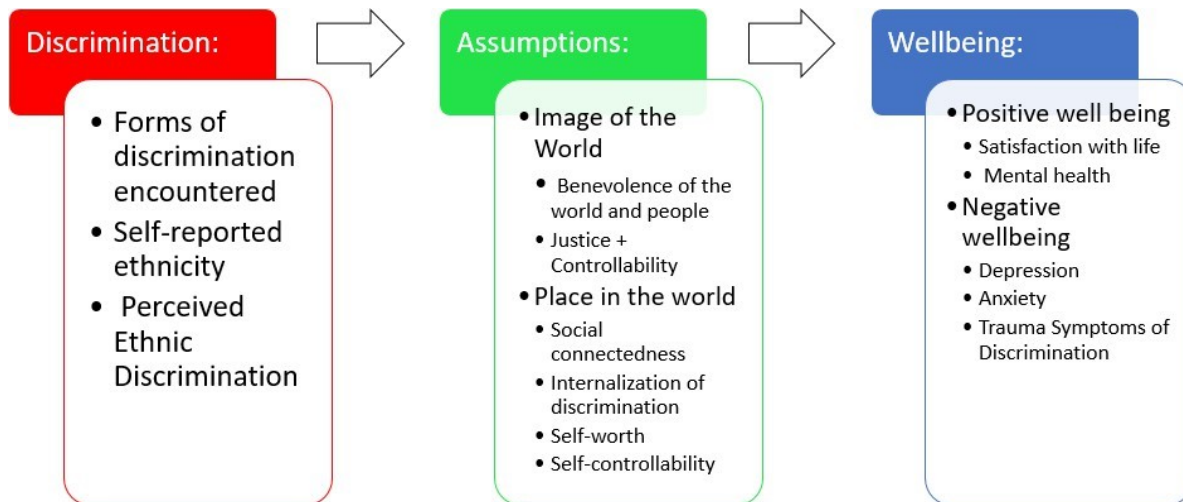 Discrimination:
• Forms of
discrimination
encountered
• Self-reported
ethnicity
• Perceived
Ethnic
Discrimination
Assumptions:
• Image of the
World
• Benevolence of the
world and people
• Justice +
Controllability
• Place in the world
• Social
connectedness
• Internalization of
discrimination
• Self-worth
• Self-controllability
Wellbeing:
• Positive well being
• Satisfaction with life
• Mental health
• Negative
wellbeing
• Depression
• Anxiety
• Trauma Symptoms of
Discrimination